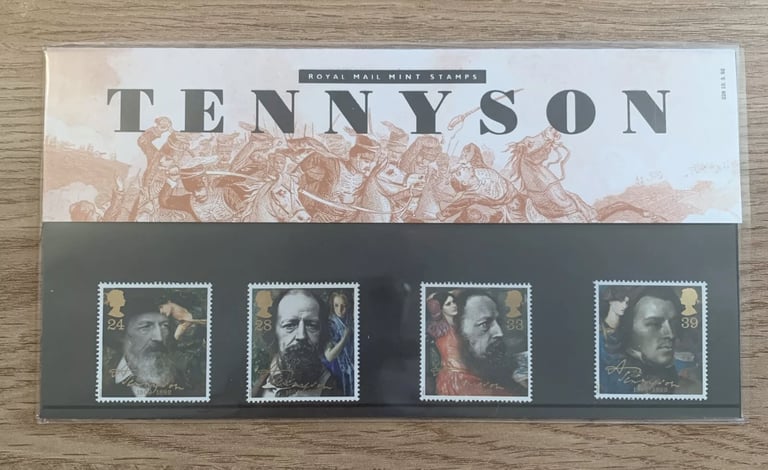 ROYAL MAIL MINT STAMPS
TENNYSON
24
28
33
39